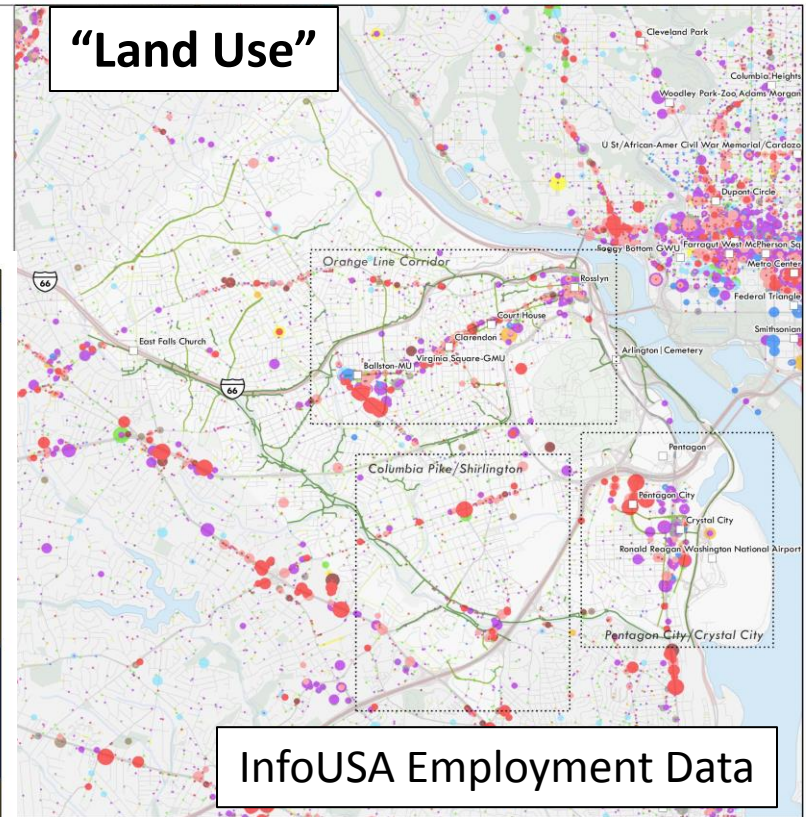 “Land Use”
Cleveland Park
Columbia Heights
Woodley Park-Zoo Adams Morgan
U St/African-Amer Civil War Memorial/Cardozo
Dupont Circle
Foggy Bottom GWU
Farragut West
McPherson Sq
Metro Center
Federal Triangle
Smithsonian
Orange Line Corridor
66
Rosslyn
Court House
Clarendon
East Falls Church
Virginia Square-GMU
Ballston-MU
Arlington Cemetery
66
Pentagon
Columbia Pike/Shirlington
Pentagon City
Crystal City
Ronald Reagan Washington National Airport
Pentagon City/Crystal City
InfoUSA Employment Data